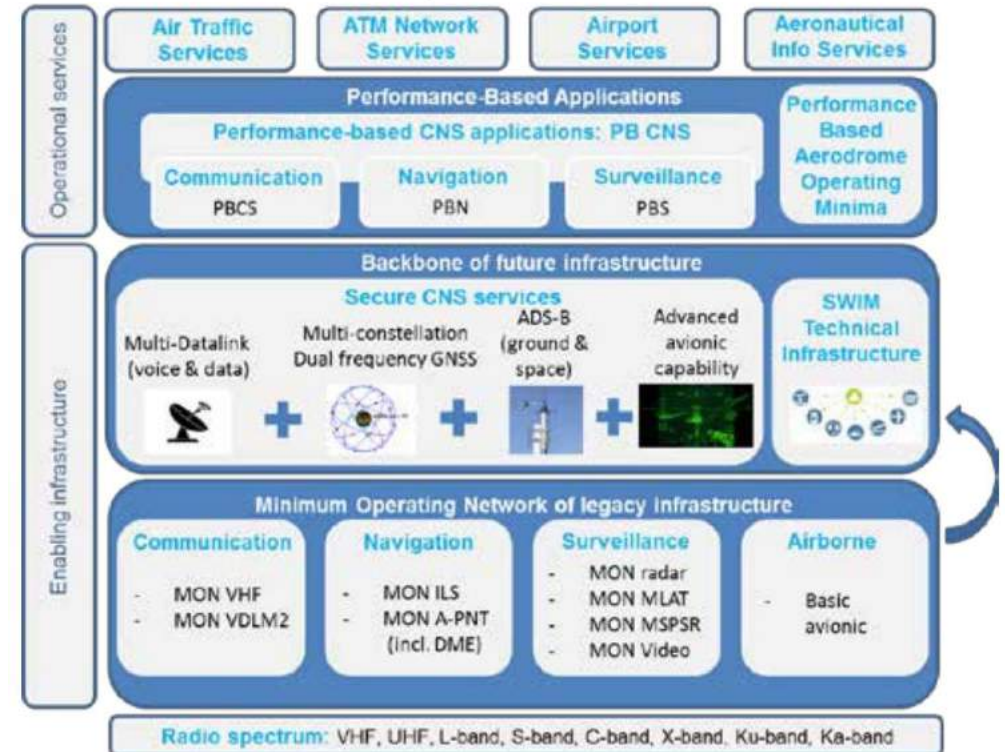 Operational services
Air Traffic
Services
ATM Network
Services
Airport
Services
Aeronautical
Info Services
Performance-Based Applications
Performance-based CNS applications: PB CNS
Communication
PBCS
Navigation
PBN
Surveillance
PBS
Performance
Based
Aerodrome
Operating
Minima
Enabling infrastructure
Backbone of future infrastructure
Secure CNS services
Multi-Datalink
(voice & data)
Multi-constellation
Dual frequency GNSS
ADS-B
(ground &
space)
Advanced
avionic
capability
SWIM
Technical
Infrastructure
Minimum Operating Network of legacy infrastructure
Communication
- MON VHF
- MON VDLM2
Navigation
- MON ILS
- MON A-PNT
(incl. DME)
Surveillance
- MON radar
- MON MLAT
- MON MSPSR
- MON Video
Airborne
- Basic
avionic
Radio spectrum: VHF, UHF, L-band, S-band, C-band, X-band, Ku-band, Ka-band